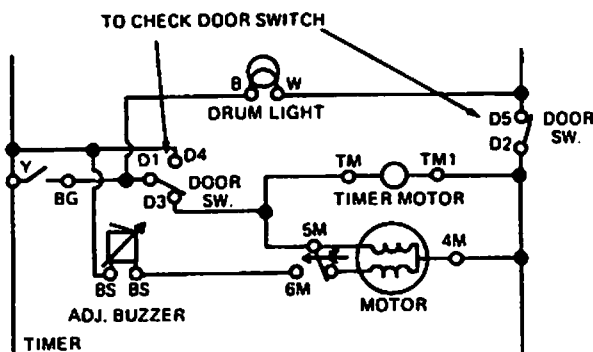 TO CHECK DOOR SWITCH
B W
DRUM LIGHT
D5
DOOR
D2
SW.
D1 D4
Y
BG
D3
DOOR
SW.
TM TM1
TIMER MOTOR
5M
4M
6M
MOTOR
BS BS
ADJ. BUZZER
TIMER